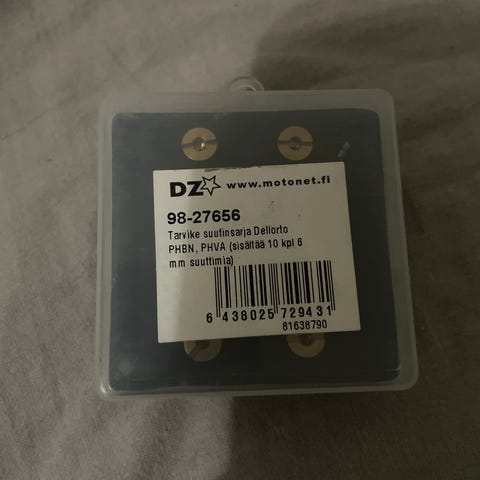 DZ www.motonet.fi
98-27656
Tarvike suutinsarja Dellorto
PHBN, PHVA (sisältää 10 kpl 6
mm suuttimia)
6 438025 729431
81638790